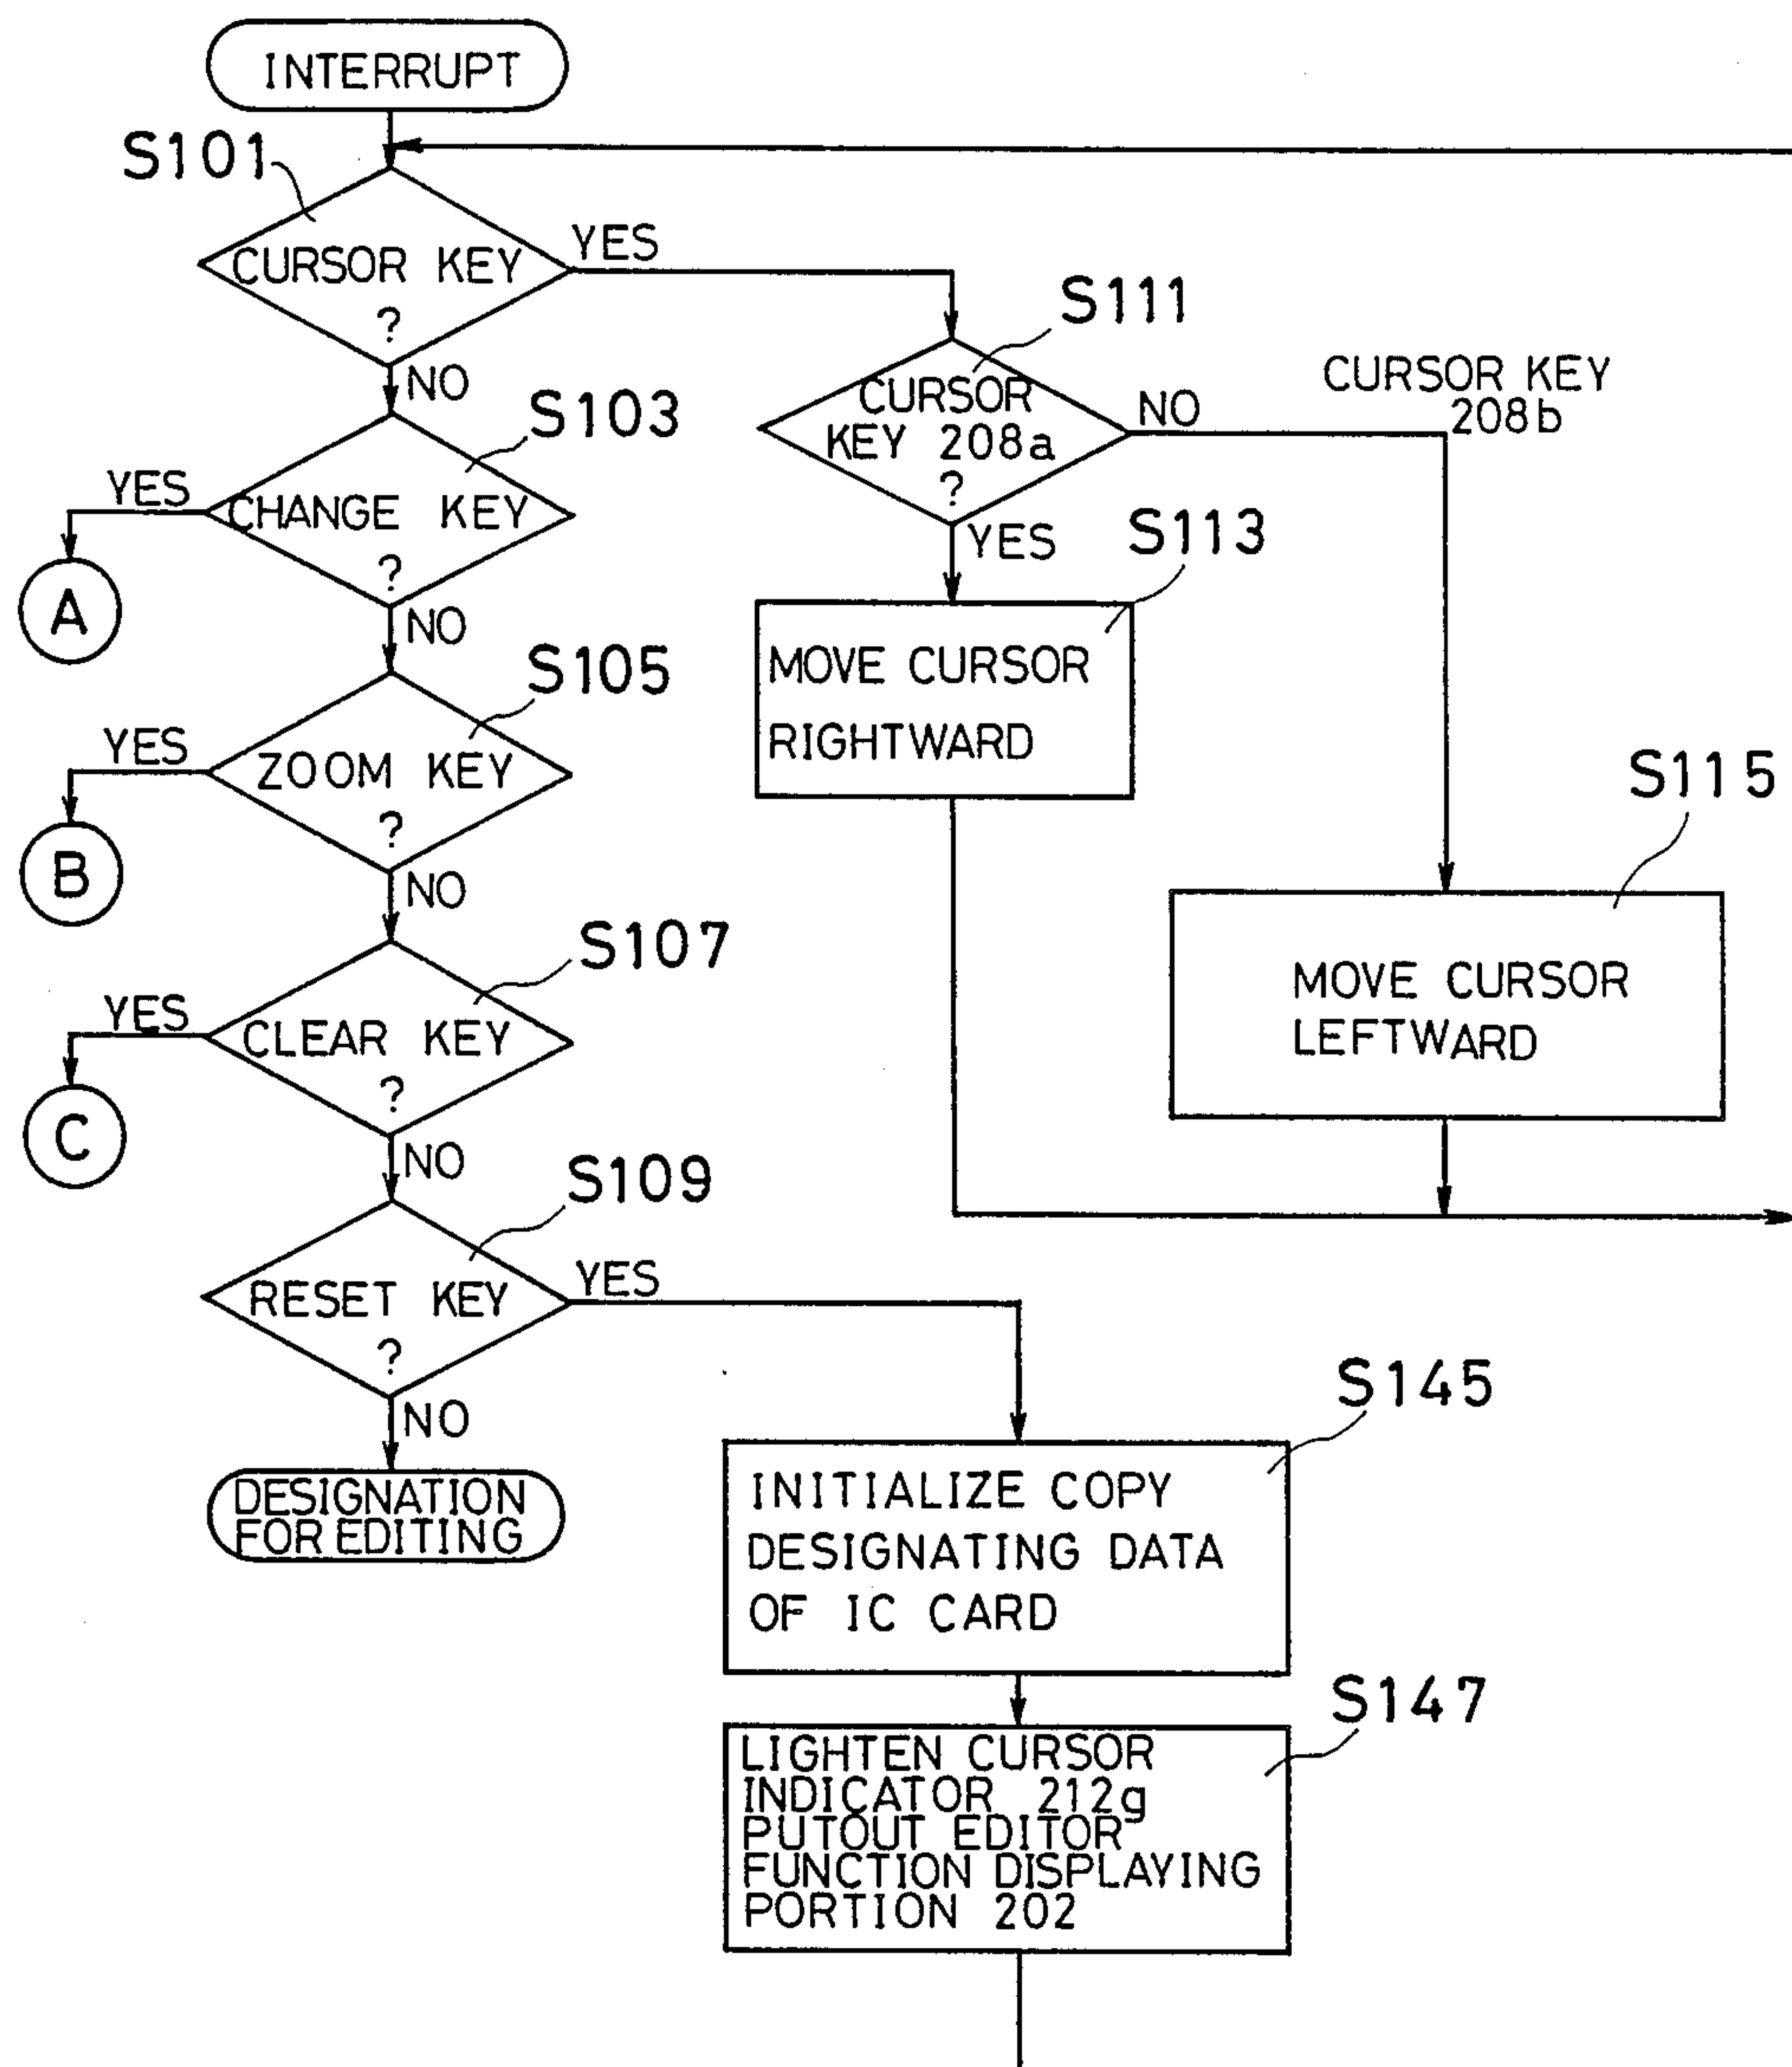 INTERRUPT
S101
CURSOR KEY
?
YES
NO
S111
CURSOR
KEY 208a
?
NO
CURSOR KEY
208b
YES
S103
CHANGE KEY
?
YES
A
NO
S113
MOVE CURSOR
RIGHTWARD
S105
ZOOM KEY
?
YES
B
NO
S115
MOVE CURSOR
LEFTWARD
S107
CLEAR KEY
?
YES
C
NO
S109
RESET KEY
?
YES
NO
DESIGNATION
FOR EDITING
S145
INITIALIZE COPY
DESIGNATING DATA
OF IC CARD
S147
LIGHTEN CURSOR
INDICATOR 212g
PUTOUT EDITOR
FUNCTION DISPLAYING
PORTION 202